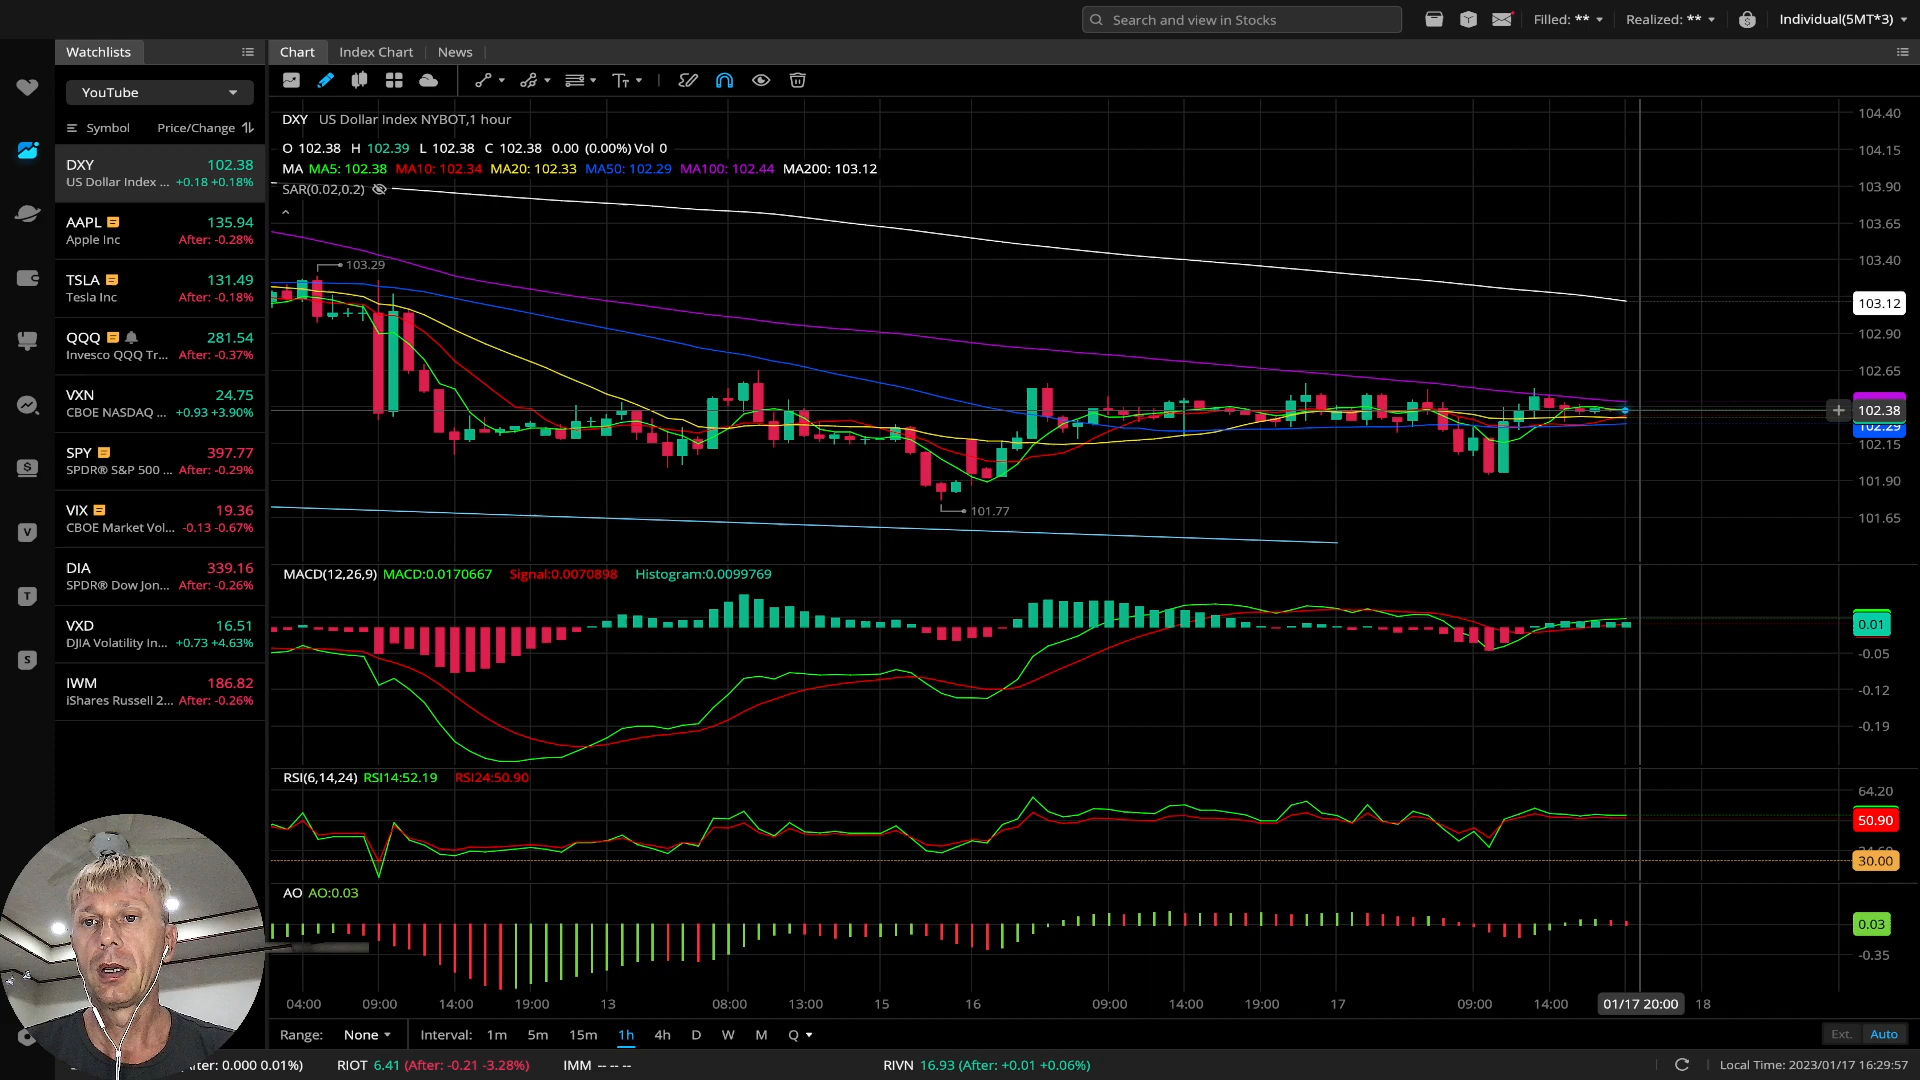 Search and view in Stocks
Filled: **
Realized: **
Individual(5MT*3)
Watchlists
Chart
Index Chart
News
YouTube
Symbol
Price/Change
DXY 102.38
US Dollar Index ... +0.18 +0.18%
AAPL 135.94
Apple Inc After: -0.28%
TSLA 131.49
Tesla Inc After: -0.18%
QQQ 281.54
Invesco QQQ Tr... After: -0.37%
VXN 24.75
CBOE NASDAQ ... +0.93 +3.90%
SPY 397.77
SPDR® S&P 500 ... After: -0.29%
VIX 19.36
CBOE Market Vol... -0.13 -0.67%
DIA 339.16
SPDR® Dow Jon... After: -0.26%
VXD 16.51
DJIA Volatility In... +0.73 +4.63%
IWM 186.82
iShares Russell 2... After: -0.26%
DXY US Dollar Index NYBOT,1 hour
O 102.38 H 102.39 L 102.38 C 102.38 0.00 (0.00%) Vol 0
MA MA5: 102.38 MA10: 102.34 MA20: 102.33 MA50: 102.29 MA100: 102.44 MA200: 103.12
SAR(0.02,0.2)
103.29
101.77
104.40
104.15
103.90
103.65
103.40
103.12
102.90
102.65
102.38
102.29
102.15
101.90
101.65
MACD(12,26,9) MACD:0.0170667 Signal:0.0070898 Histogram:0.0099769
0.01
-0.05
-0.12
-0.19
RSI(6,14,24) RSI14:52.19 RSI24:50.90
64.20
50.90
30.00
AO AO:0.03
0.03
-0.35
04:00 09:00 14:00 19:00 13 08:00 13:00 15 16 09:00 14:00 19:00 17 09:00 14:00 01/17 20:00 18
Range: None Interval: 1m 5m 15m 1h 4h D W M Q
Ext. Auto
0.000 0.01%) RIOT 6.41 (After: -0.21 -3.28%) IMM -- -- -- RIVN 16.93 (After: +0.01 +0.06%)
Local Time: 2023/01/17 16:29:57